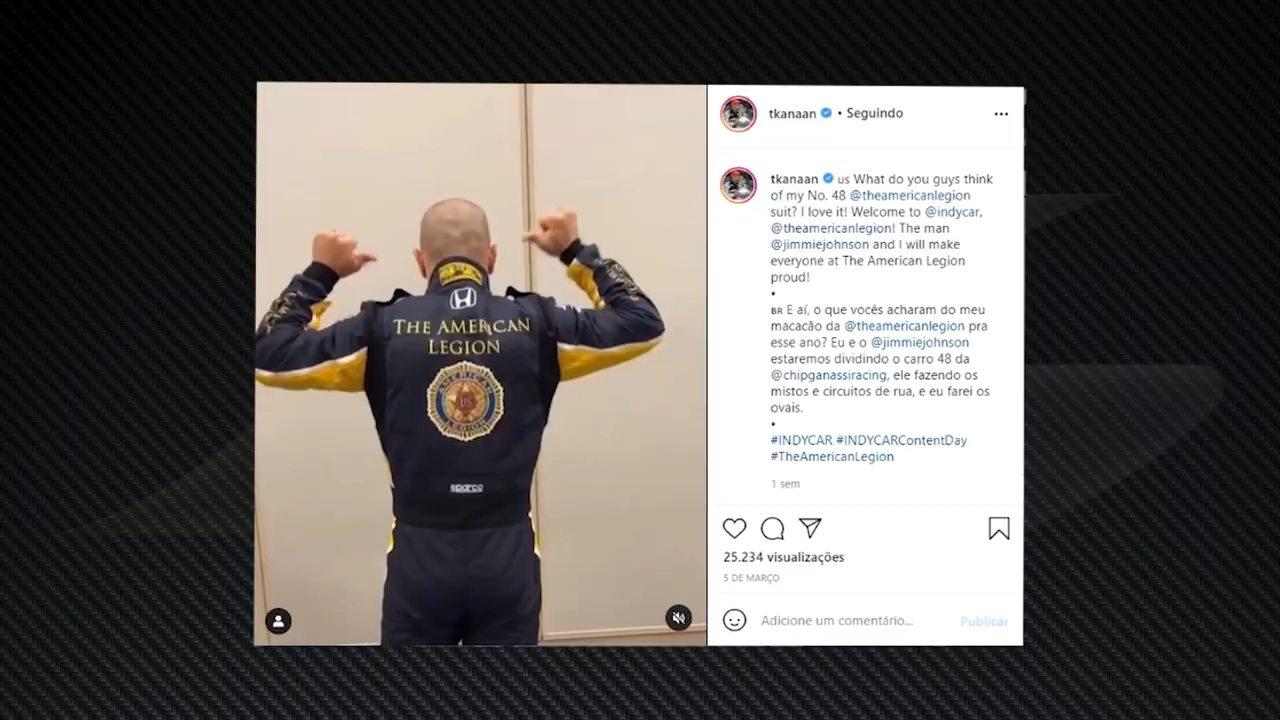 THE AMERICAN
LEGION
AMERICAN
US
LEGION
sparco
tkanaan • Seguindo
tkanaan us What do you guys think
of my No. 48 @theamericanlegion
suit? I love it! Welcome to @indycar,
@theamericanlegion! The man
@jimmiejohnson and I will make
everyone at The American Legion
proud!
•
BR E aí, o que vocês acharam do meu
macacão da @theamericanlegion pra
esse ano? Eu e o @jimmiejohnson
estaremos dividindo o carro 48 da
@chipganassiracing, ele fazendo os
mistos e circuitos de rua, e eu farei os
ovais.
•
#INDYCAR #INDYCARContentDay
#TheAmericanLegion
1 sem
25.234 visualizações
5 DE MARÇO
Adicione um comentário... Publicar